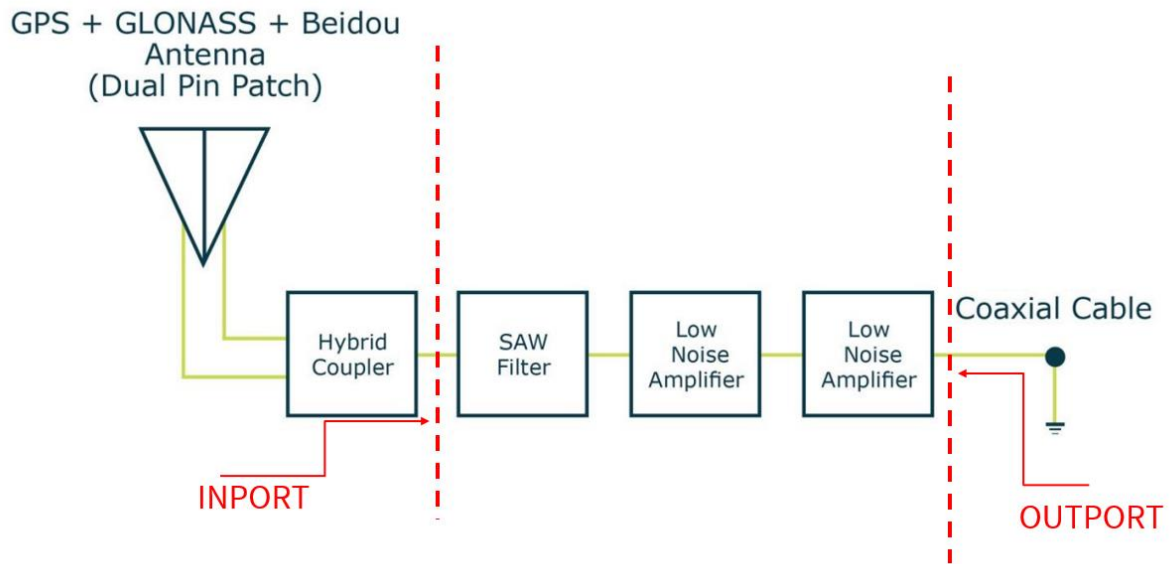 GPS + GLONASS + Beidou
Antenna
(Dual Pin Patch)
Hybrid
Coupler
SAW
Filter
Low
Noise
Amplifier
Low
Noise
Amplifier
Coaxial Cable
INPORT
OUTPORT